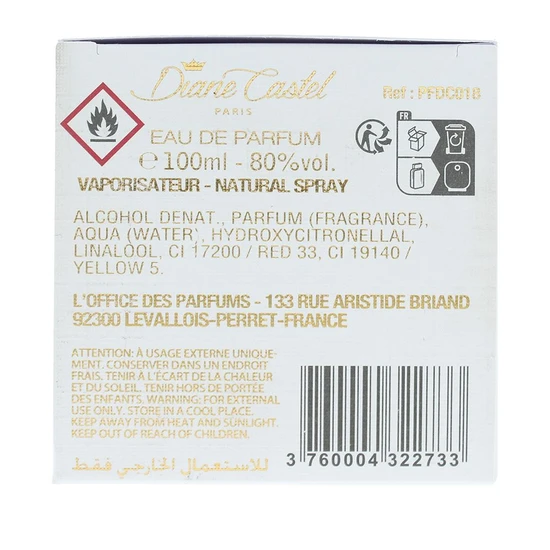 Diane Castel
PARIS
Réf : PFDC018
FR
EAU DE PARFUM
℮100ml - 80%vol.
VAPORISATEUR - NATURAL SPRAY
ALCOHOL DENAT., PARFUM (FRAGRANCE),
AQUA (WATER), HYDROXYCITRONELLAL,
LINALOOL, CI 17200 / RED 33, CI 19140 /
YELLOW 5.
L'OFFICE DES PARFUMS - 133 RUE ARISTIDE BRIAND
92300 LEVALLOIS-PERRET-FRANCE
ATTENTION: À USAGE EXTERNE UNIQUE-
MENT. CONSERVER DANS UN ENDROIT
FRAIS. TENIR À L'ÉCART DE LA CHALEUR
ET DU SOLEIL. TENIR HORS DE PORTÉE
DES ENFANTS. WARNING: FOR EXTERNAL
USE ONLY. STORE IN A COOL PLACE.
KEEP AWAY FROM HEAT AND SUNLIGHT.
KEEP OUT OF REACH OF CHILDREN.
للاستعمال الخارجي فقط
3 760004 322733